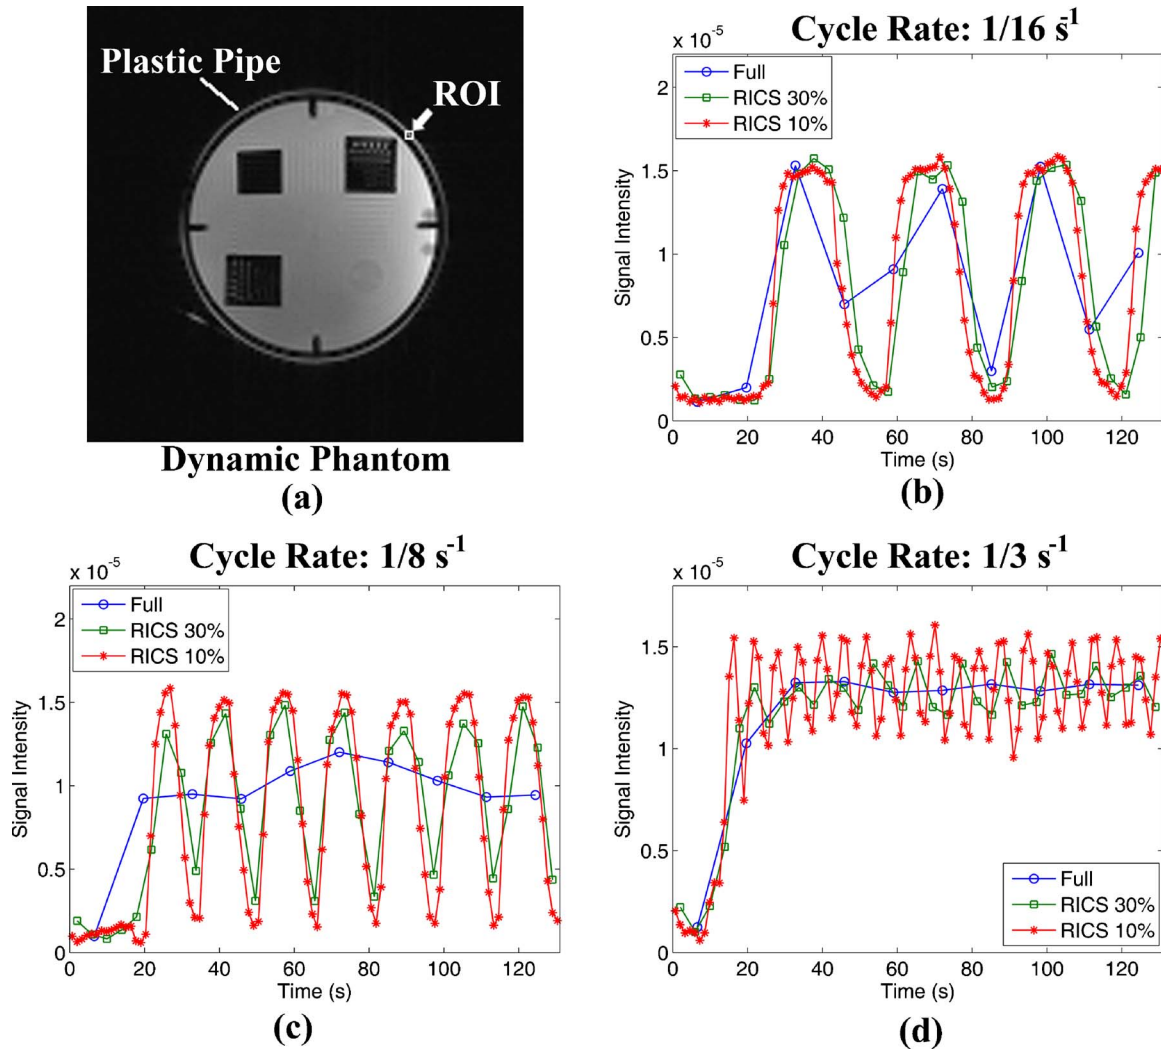 Plastic Pipe
ROI
Dynamic Phantom
(a)
Cycle Rate: 1/16 s⁻¹
x 10⁻⁵
Full
RICS 30%
RICS 10%
2
1.5
1
0.5
0
Signal Intensity
0 20 40 60 80 100 120
Time (s)
(b)
Cycle Rate: 1/8 s⁻¹
x 10⁻⁵
Full
RICS 30%
RICS 10%
2
1.5
1
0.5
0
Signal Intensity
0 20 40 60 80 100 120
Time (s)
(c)
Cycle Rate: 1/3 s⁻¹
x 10⁻⁵
1.5
1
0.5
0
Signal Intensity
Full
RICS 30%
RICS 10%
0 20 40 60 80 100 120
Time (s)
(d)